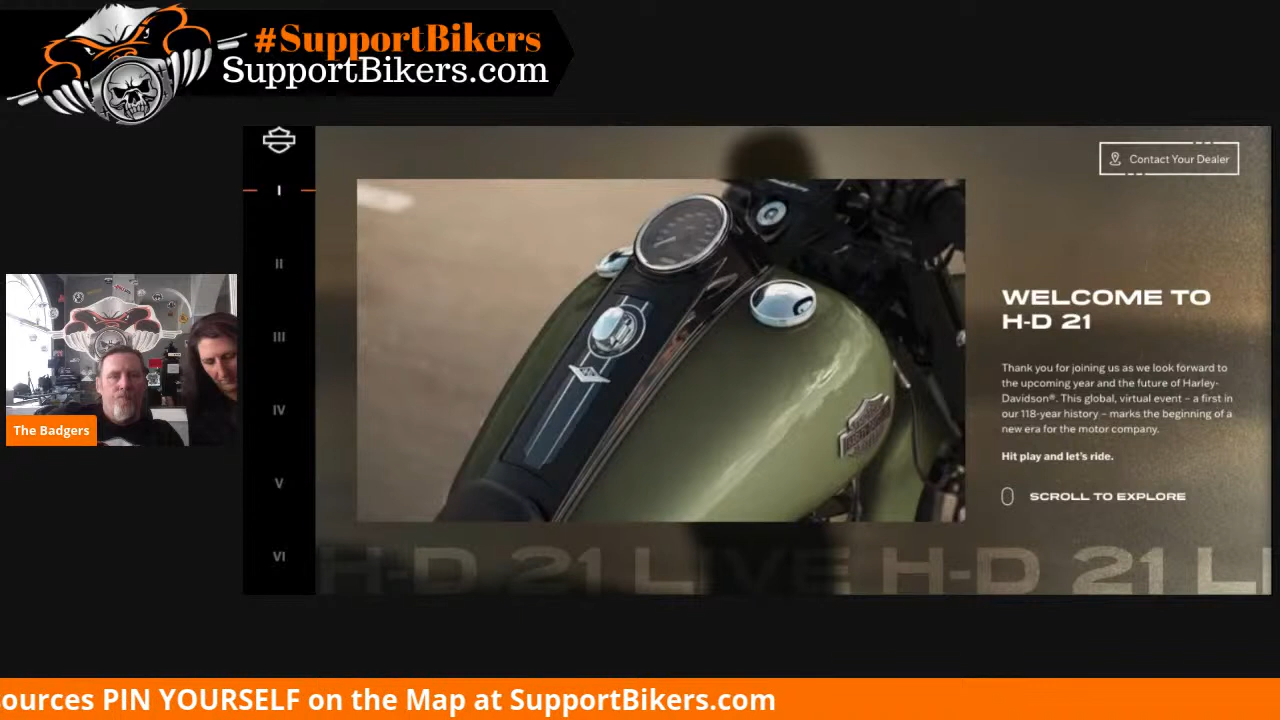 #SupportBikers
SupportBikers.com
Contact Your Dealer
I
II
III
IV
V
VI
WELCOME TO
H-D 21
Thank you for joining us as we look forward to
the upcoming year and the future of Harley-
Davidson®. This global, virtual event – a first in
our 118-year history – marks the beginning of a
new era for the motor company.
Hit play and let's ride.
SCROLL TO EXPLORE
The Badgers
H-D 21 LIVE H-D 21 LI
ources PIN YOURSELF on the Map at SupportBikers.com